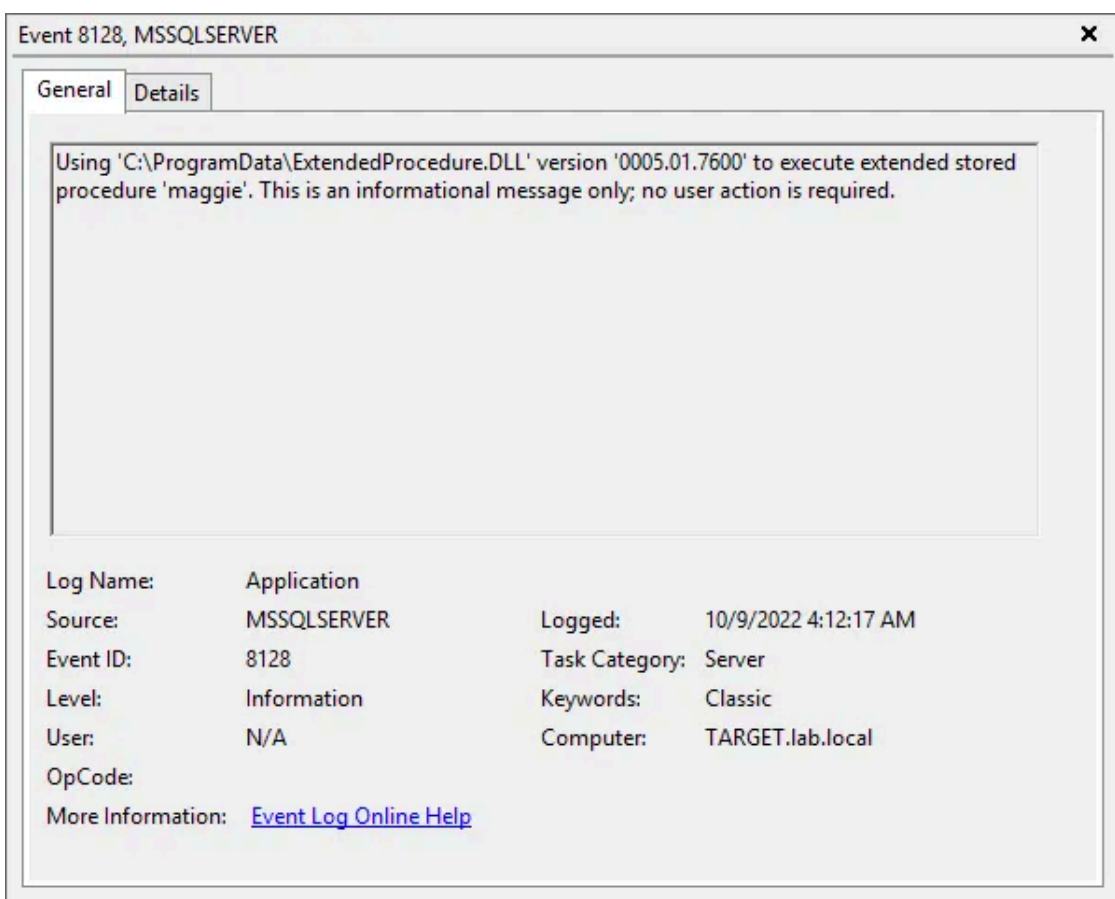 Event 8128, MSSQLSERVER
General Details
Using 'C:\ProgramData\ExtendedProcedure.DLL' version '0005.01.7600' to execute extended stored
procedure 'maggie'. This is an informational message only; no user action is required.
Log Name: Application
Source: MSSQLSERVER Logged: 10/9/2022 4:12:17 AM
Event ID: 8128 Task Category: Server
Level: Information Keywords: Classic
User: N/A Computer: TARGET.lab.local
OpCode:
More Information: Event Log Online Help